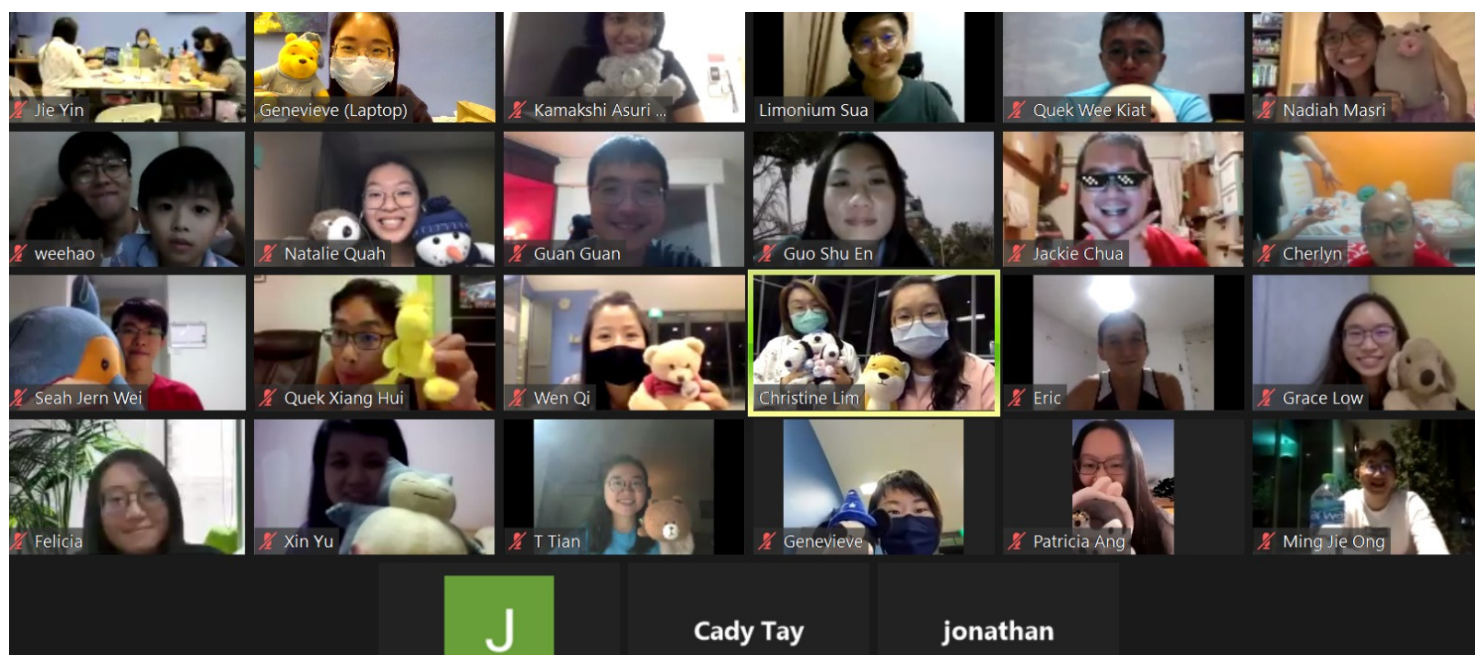 Jie Yin
Genevieve (Laptop)
Kamakshi Asuri ...
Limonium Sua
Quek Wee Kiat
Nadiah Masri
weehao
Natalie Quah
Guan Guan
Guo Shu En
Jackie Chua
Cherlyn
Seah Jern Wei
Quek Xiang Hui
Wen Qi
Christine Lim
Eric
Grace Low
Felicia
Xin Yu
T Tian
Genevieve
Patricia Ang
Ming Jie Ong
J
Cady Tay
jonathan